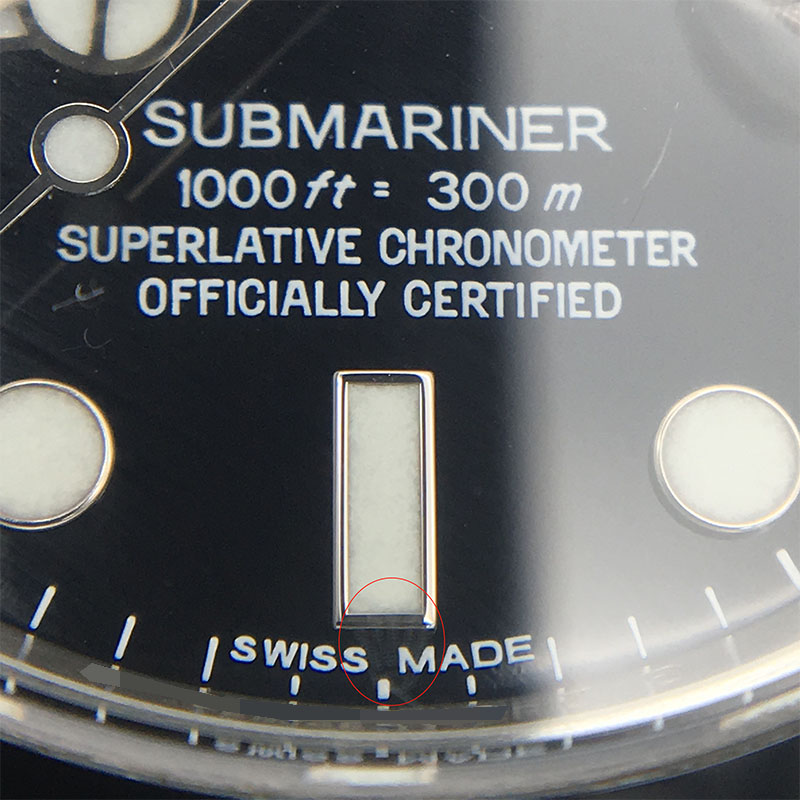 SUBMARINER
1000ft = 300m
SUPERLATIVE CHRONOMETER
OFFICIALLY CERTIFIED
SWISS MADE